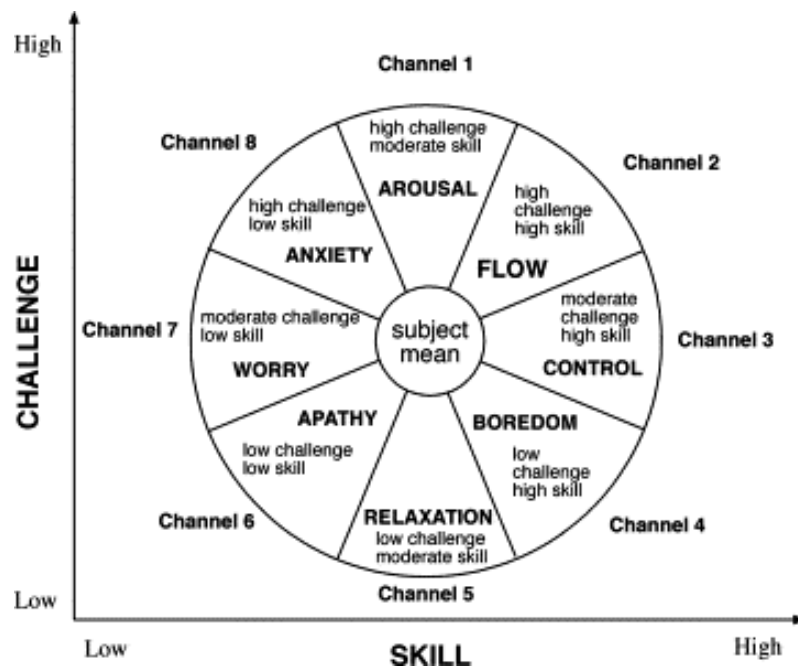 High
Channel 1
Channel 8
high challenge
moderate skill
AROUSAL
Channel 2
high
challenge
high skill
FLOW
high challenge
low skill
ANXIETY
CHALLENGE
Channel 7
moderate challenge
low skill
WORRY
subject
mean
moderate
challenge
high skill
CONTROL
Channel 3
APATHY
low challenge
low skill
Channel 6
BOREDOM
low
challenge
high skill
Channel 4
RELAXATION
low challenge
moderate skill
Channel 5
Low
Low
SKILL
High